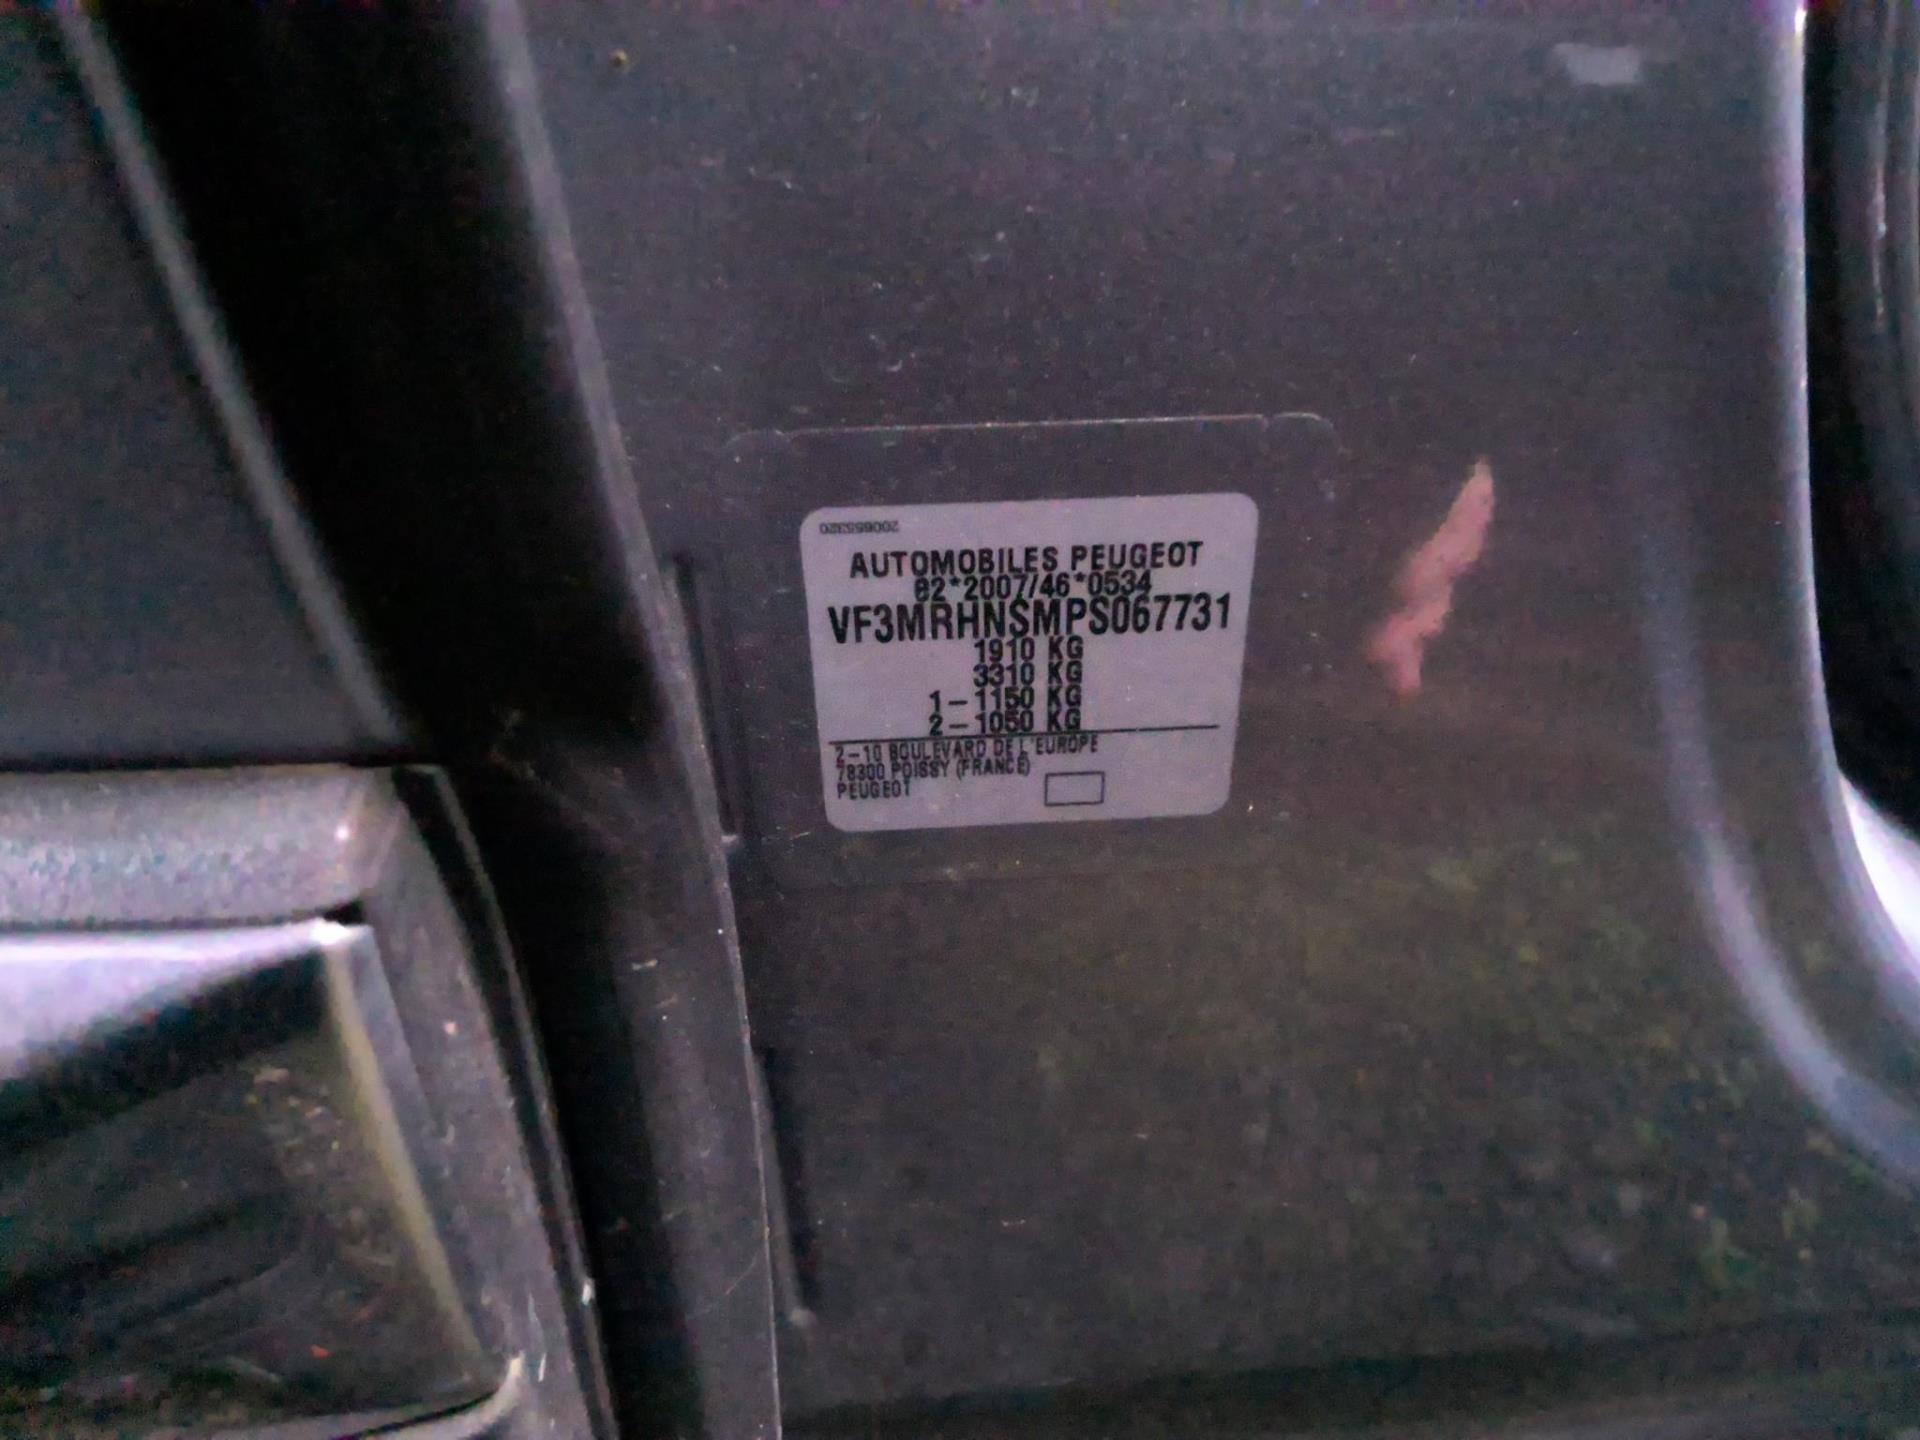 200655320
AUTOMOBILES PEUGEOT
e2*2007/46*0534
VF3MRHNSMPS067731
1910 KG
3310 KG
1-1150 KG
2-1050 KG
2-10 BOULEVARD DE L'EUROPE
78300 POISSY (FRANCE)
PEUGEOT